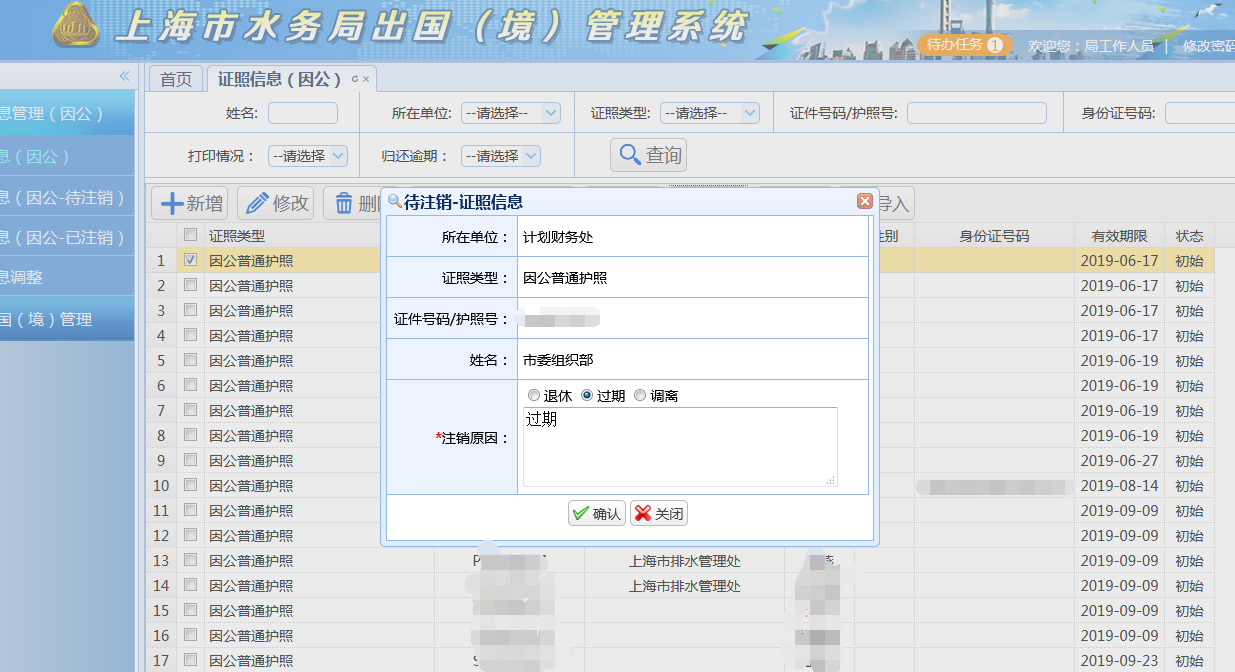 上海市水务局出国（境）管理系统
待办任务 1 欢迎您：局工作人员 | 修改密码
« 首页 证照信息（因公）
息管理（因公）
息（因公）
息（因公-待注销）
息（因公-已注销）
息调整
国（境）管理
姓名: 所在单位: --请选择-- 证照类型: --请选择-- 证件号码/护照号: 身份证号码:
打印情况： --请选择 归还逾期： --请选择 查询
新增 修改 删 导入
证照类型 性别 身份证号码 有效期限 状态
1 因公普通护照 2019-06-17 初始
2 因公普通护照 2019-06-17 初始
3 因公普通护照 2019-06-17 初始
4 因公普通护照 2019-06-17 初始
5 因公普通护照 2019-06-19 初始
6 因公普通护照 2019-06-19 初始
7 因公普通护照 2019-06-19 初始
8 因公普通护照 2019-06-19 初始
9 因公普通护照 2019-06-27 初始
10 因公普通护照 2019-08-14 初始
11 因公普通护照 2019-09-09 初始
12 因公普通护照 2019-09-09 初始
13 因公普通护照 上海市排水管理处 2019-09-09 初始
14 因公普通护照 上海市排水管理处 2019-09-09 初始
15 因公普通护照 2019-09-09 初始
16 因公普通护照 2019-09-09 初始
17 因公普通护照 2019-09-23 初始
待注销-证照信息
所在单位： 计划财务处
证照类型： 因公普通护照
证件号码/护照号：
姓名： 市委组织部
退休 过期 调离
*注销原因： 过期
确认 关闭